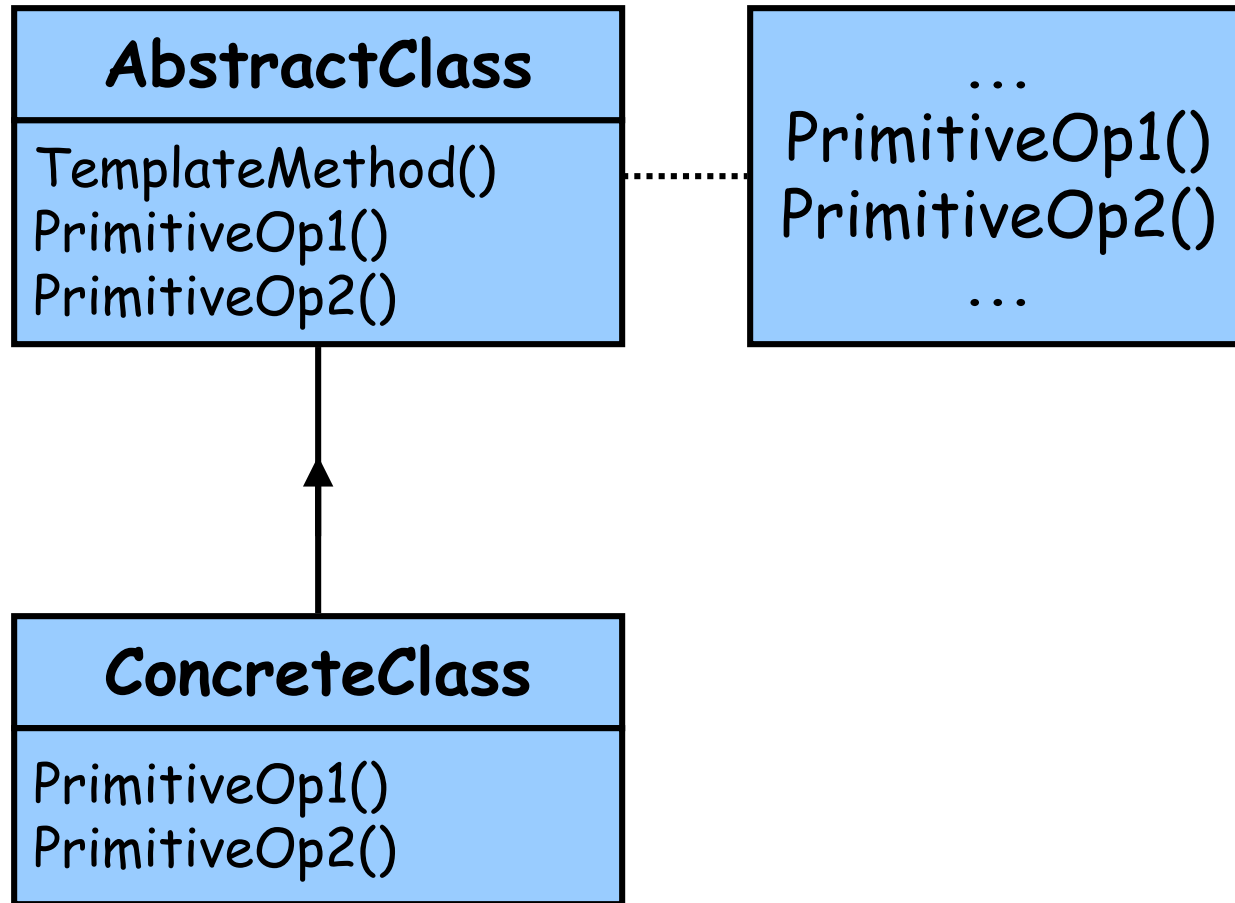 AbstractClass
TemplateMethod()
PrimitiveOp1()
PrimitiveOp2()
...
PrimitiveOp1()
PrimitiveOp2()
...
ConcreteClass
PrimitiveOp1()
PrimitiveOp2()